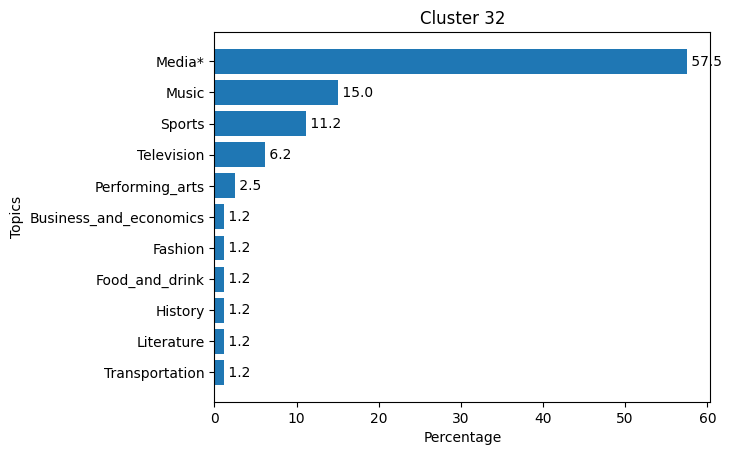 Cluster 32
Topics
Media* 57.5
Music 15.0
Sports 11.2
Television 6.2
Performing_arts 2.5
Business_and_economics 1.2
Fashion 1.2
Food_and_drink 1.2
History 1.2
Literature 1.2
Transportation 1.2
0 10 20 30 40 50 60
Percentage